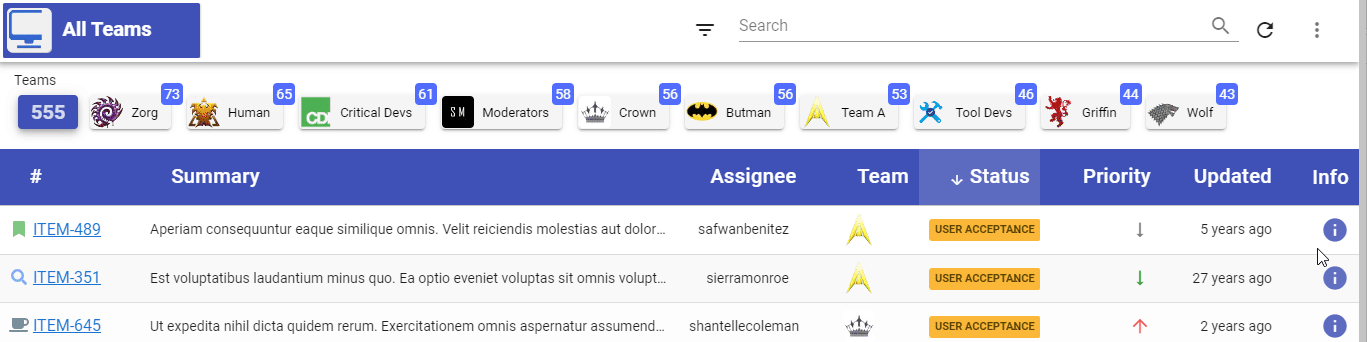 All Teams
Search
Teams
555
Zorg 73
Human 65
CDI Critical Devs 61
SM Moderators 58
Crown 56
Butman 56
Team A 53
Tool Devs 46
Griffin 44
Wolf 43
# Summary Assignee Team Status Priority Updated Info
ITEM-489 Aperiam consequuntur eaque similique omnis. Velit reiciendis molestias aut dolor... safwanbenitez USER ACCEPTANCE 5 years ago
ITEM-351 Est voluptatibus laudantium minus quo. Ea optio eveniet voluptas sit omnis volupt... sierramonroe USER ACCEPTANCE 27 years ago
ITEM-645 Ut expedita nihil dicta quidem rerum. Exercitationem omnis aspernatur assumend... shantellecoleman USER ACCEPTANCE 2 years ago